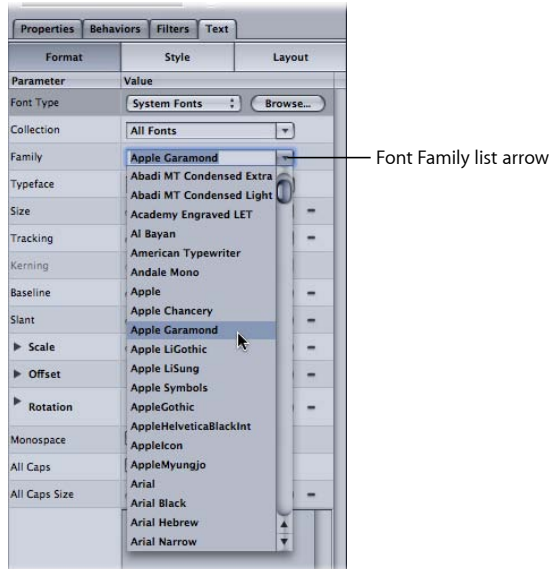 Properties Behaviors Filters Text
Format Style Layout
Parameter Value
Font Type System Fonts Browse...
Collection All Fonts
Family Apple Garamond Font Family list arrow
Typeface Abadi MT Condensed Extra
Abadi MT Condensed Light
Size Academy Engraved LET
Al Bayan
Tracking American Typewriter
Kerning Andale Mono
Baseline Apple
Apple Chancery
Slant Apple Garamond
Scale Apple LiGothic
Offset Apple LiSung
Apple Symbols
Rotation AppleGothic
AppleHelveticaBlackInt
Monospace AppleIcon
All Caps AppleMyungjo
Arial
All Caps Size Arial Black
Arial Hebrew
Arial Narrow